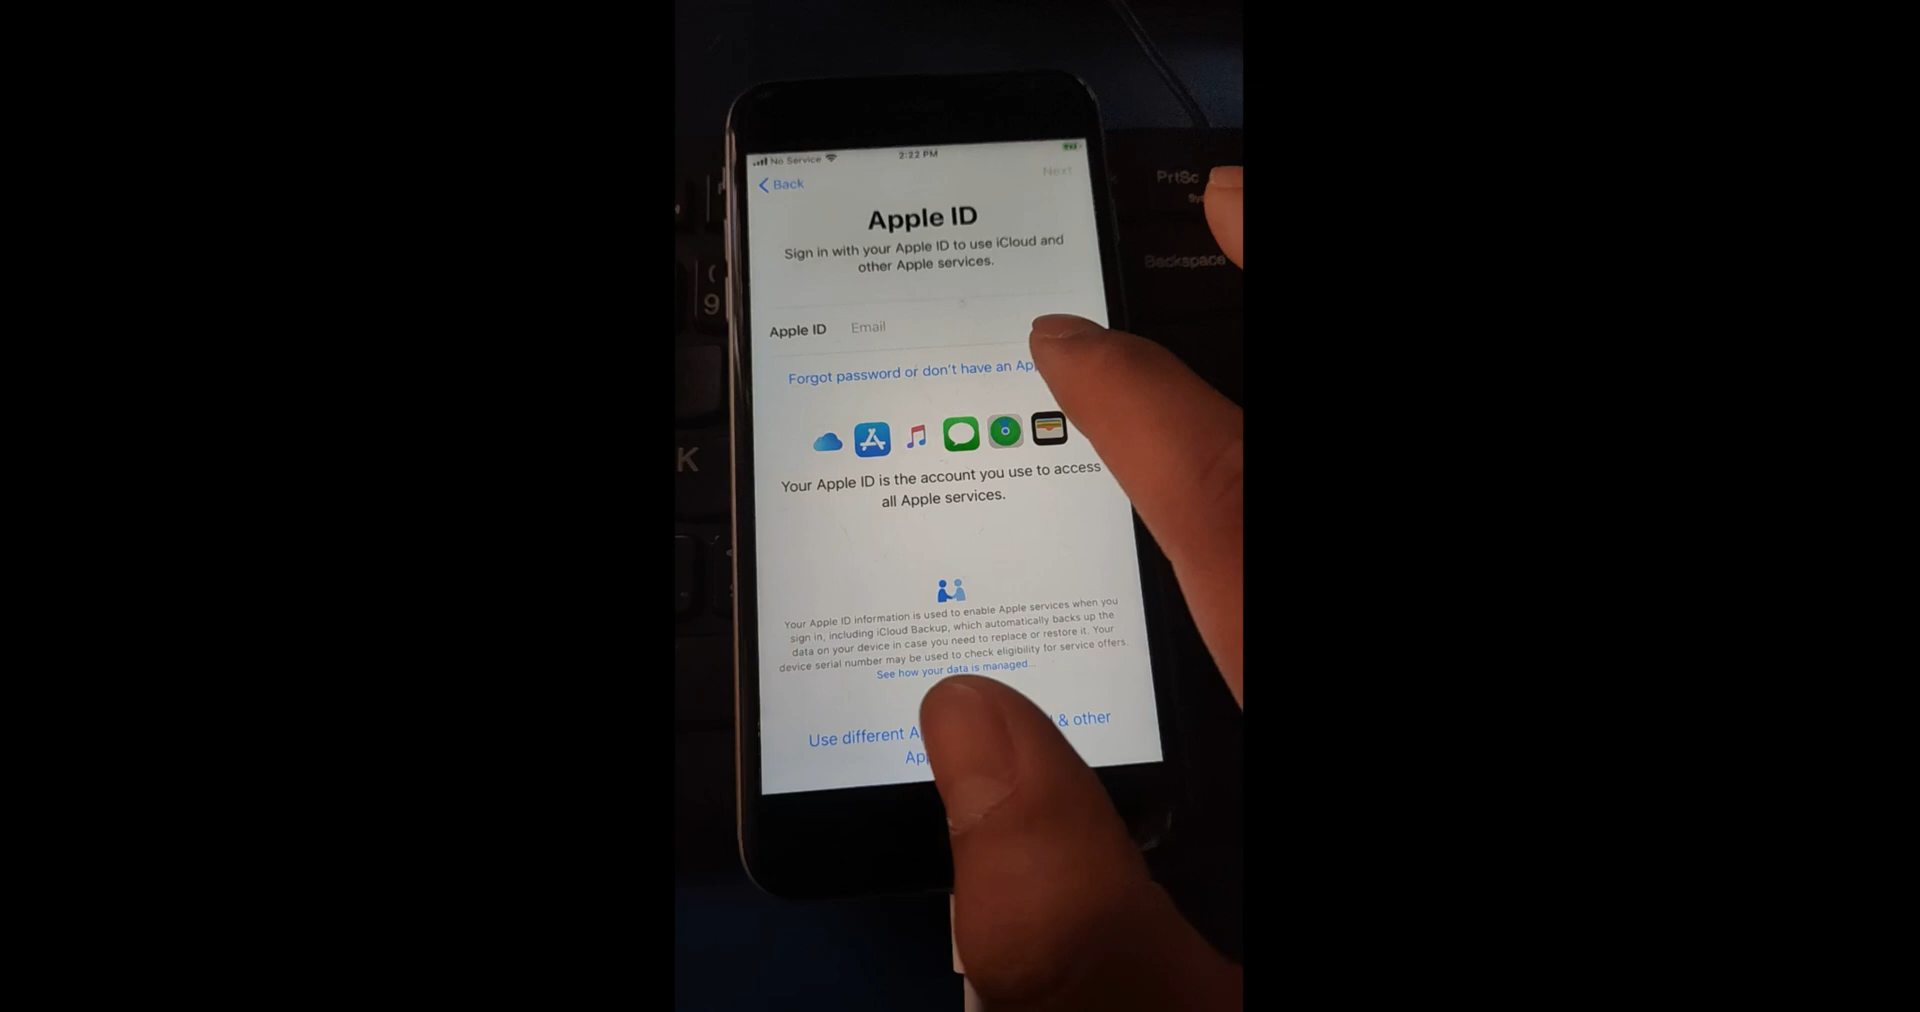 No Service 2:22 PM
Back Next
Apple ID
Sign in with your Apple ID to use iCloud and
other Apple services.
Apple ID Email
Forgot password or don't have an Ap
Your Apple ID is the account you use to access
all Apple services.
Your Apple ID information is used to enable Apple services when you
sign in, including iCloud Backup, which automatically backs up the
data on your device in case you need to replace or restore it. Your
device serial number may be used to check eligibility for service offers.
See how your data is managed...
Use different A & other
Ap
PrtSc
Backspace
(
9
K